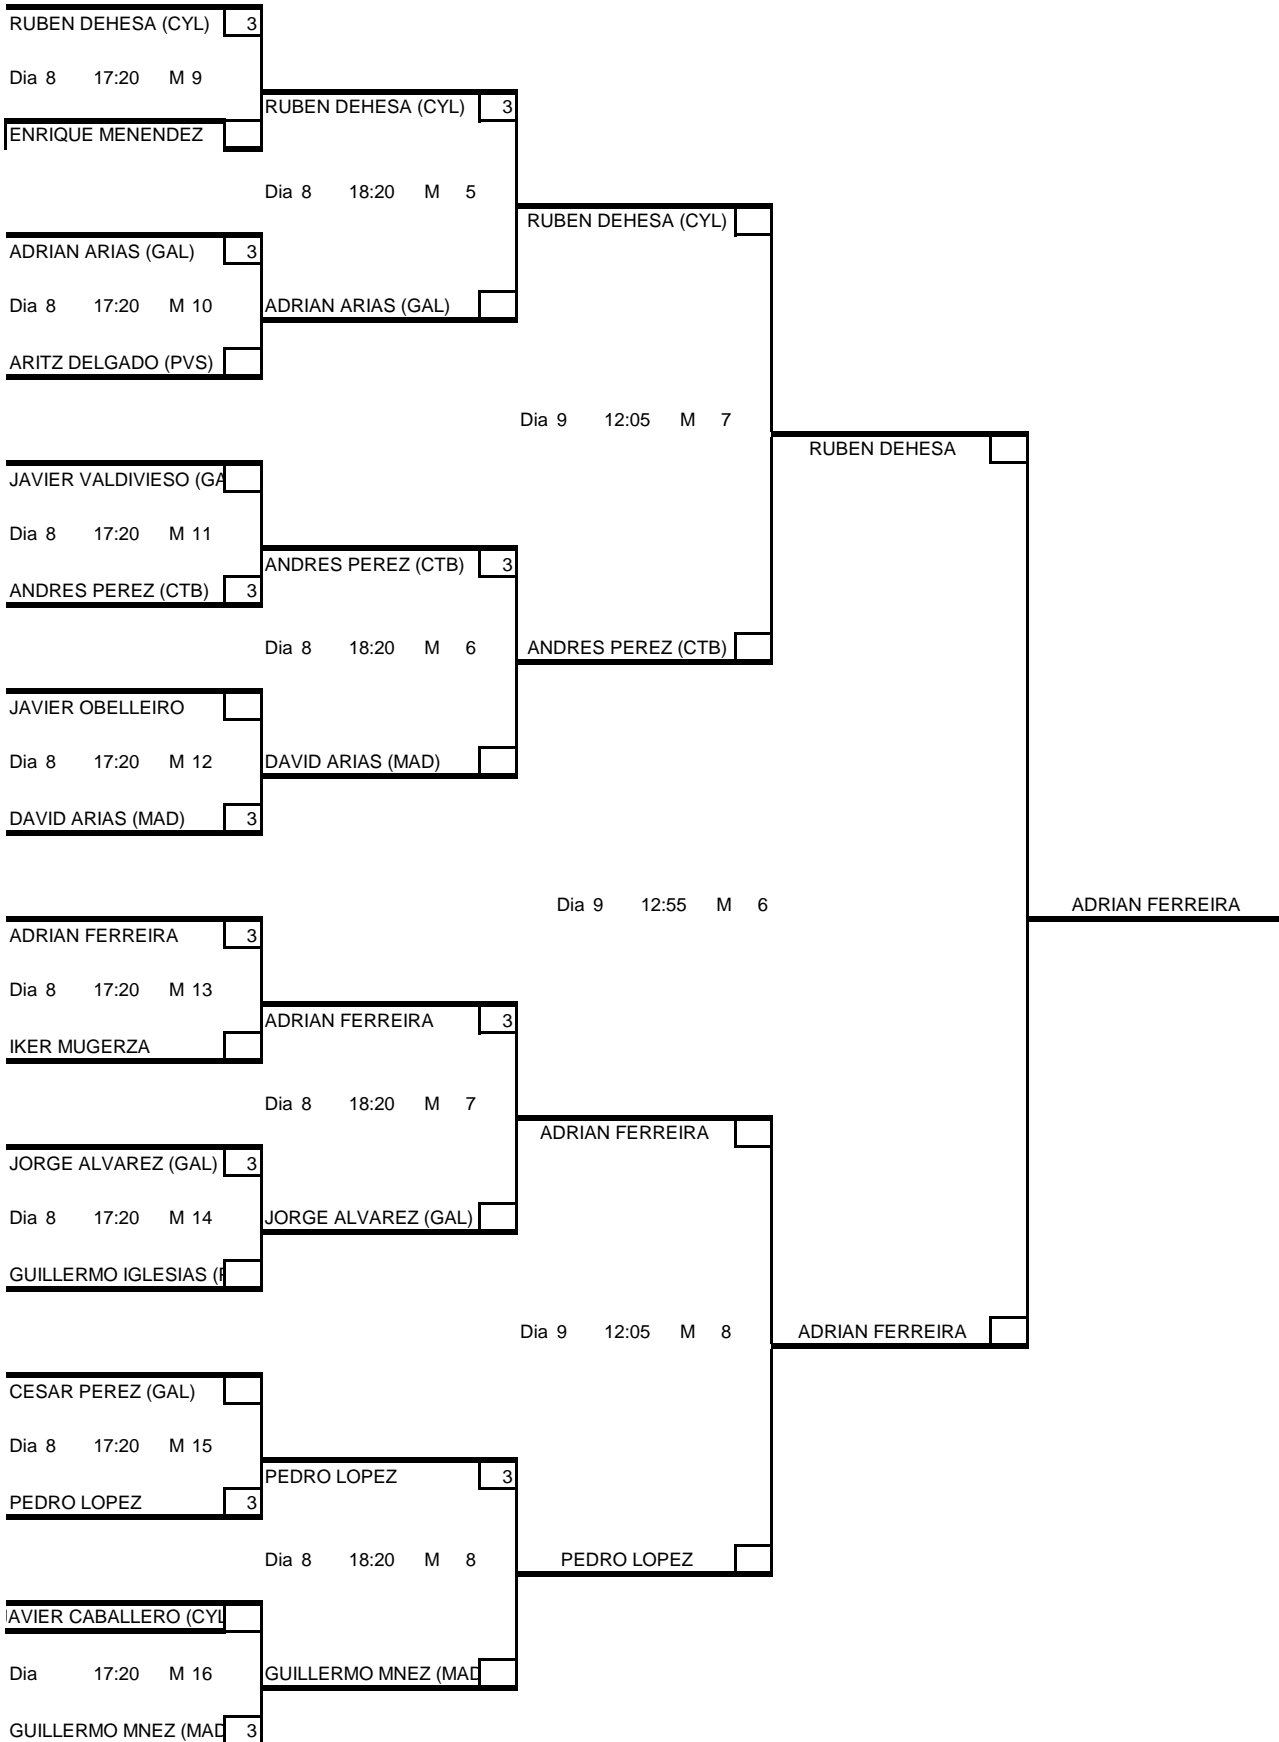 RUBEN DEHESA (CYL) 3
Dia 8 17:20 M 9
RUBEN DEHESA (CYL) 3
ENRIQUE MENENDEZ
Dia 8 18:20 M 5
RUBEN DEHESA (CYL)
ADRIAN ARIAS (GAL) 3
Dia 8 17:20 M 10 ADRIAN ARIAS (GAL)
ARITZ DELGADO (PVS)
Dia 9 12:05 M 7
RUBEN DEHESA
JAVIER VALDIVIESO (GA
Dia 8 17:20 M 11
ANDRES PEREZ (CTB) 3
ANDRES PEREZ (CTB) 3
Dia 8 18:20 M 6 ANDRES PEREZ (CTB)
JAVIER OBELLEIRO
Dia 8 17:20 M 12 DAVID ARIAS (MAD)
DAVID ARIAS (MAD) 3
Dia 9 12:55 M 6 ADRIAN FERREIRA
ADRIAN FERREIRA 3
Dia 8 17:20 M 13
ADRIAN FERREIRA 3
IKER MUGERZA
Dia 8 18:20 M 7
ADRIAN FERREIRA
JORGE ALVAREZ (GAL) 3
Dia 8 17:20 M 14 JORGE ALVAREZ (GAL)
GUILLERMO IGLESIAS (
Dia 9 12:05 M 8 ADRIAN FERREIRA
CESAR PEREZ (GAL)
Dia 8 17:20 M 15
PEDRO LOPEZ 3
PEDRO LOPEZ 3
Dia 8 18:20 M 8 PEDRO LOPEZ
JAVIER CABALLERO (CYL
Dia 17:20 M 16 GUILLERMO MNEZ (MAD
GUILLERMO MNEZ (MAD 3